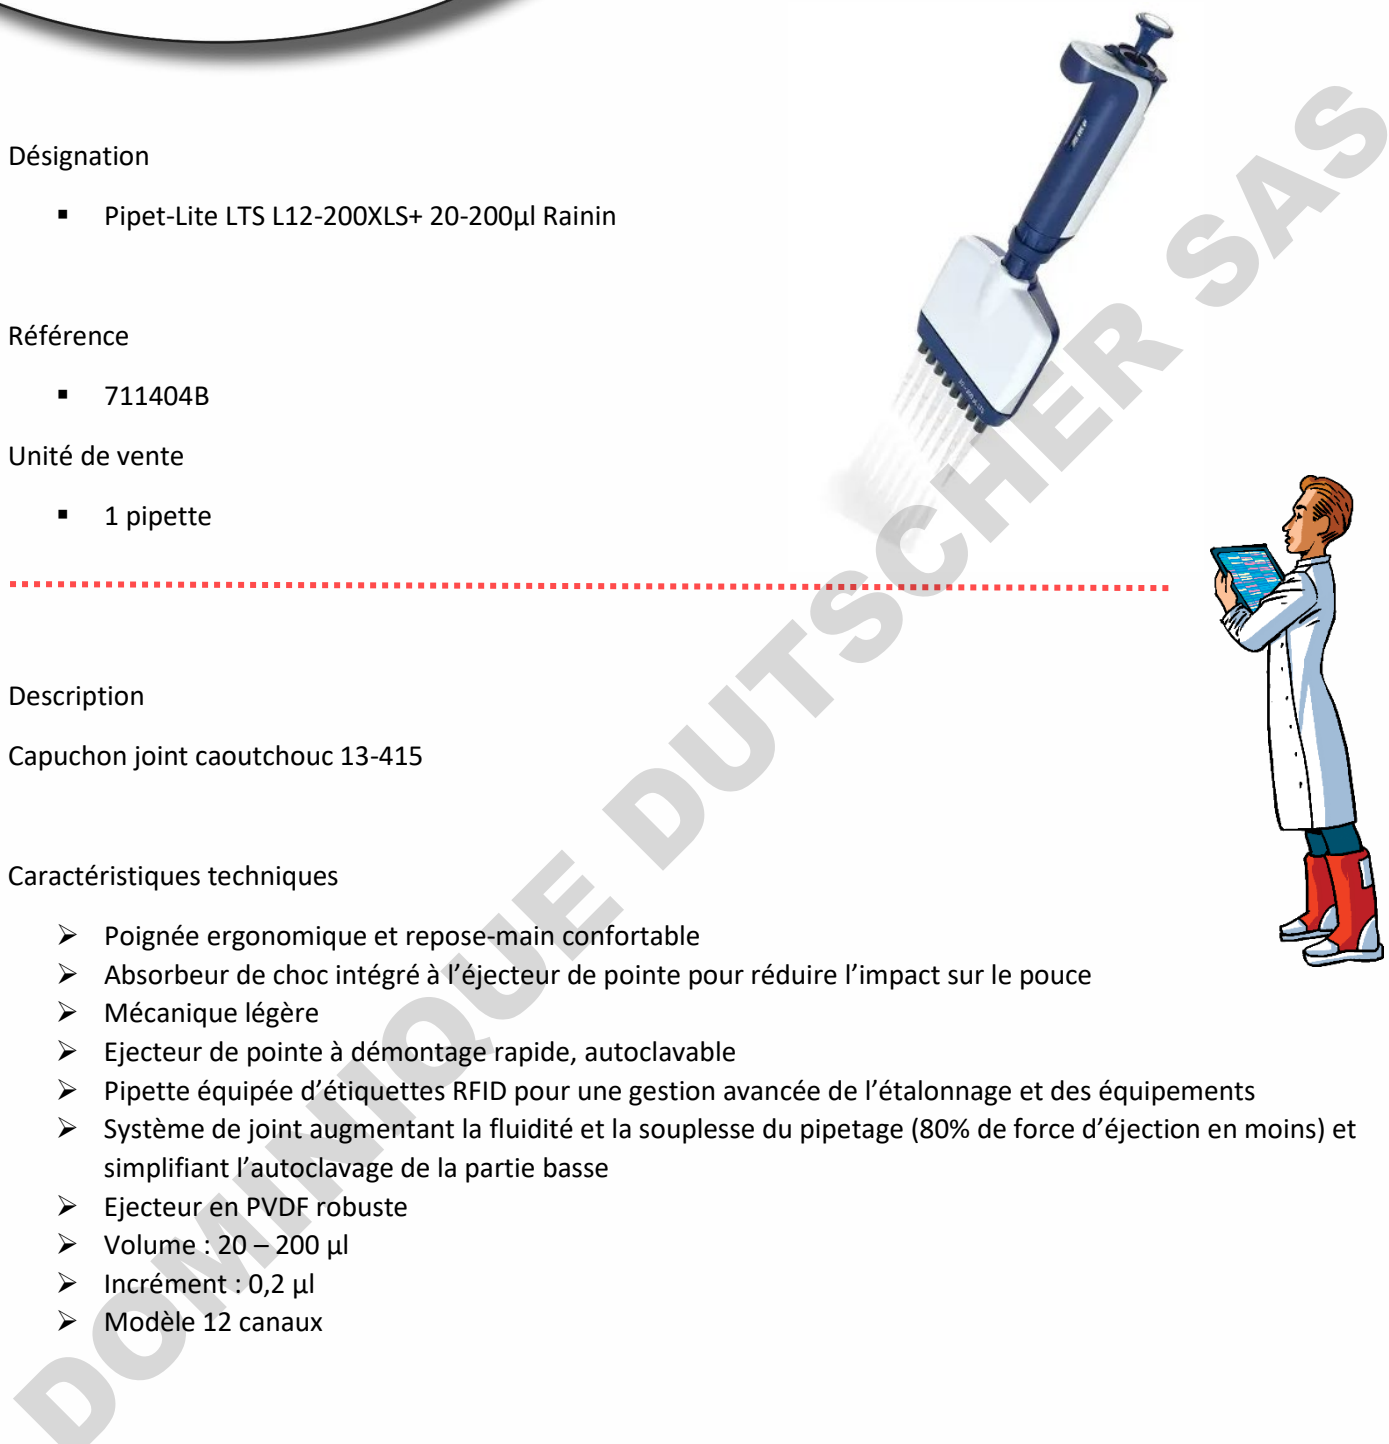 Désignation
▪ Pipet-Lite LTS L12-200XLS+ 20-200µl Rainin
Référence
▪ 711404B
Unité de vente
▪ 1 pipette
Description
Capuchon joint caoutchouc 13-415
Caractéristiques techniques
➢ Poignée ergonomique et repose-main confortable
➢ Absorbeur de choc intégré à l’éjecteur de pointe pour réduire l’impact sur le pouce
➢ Mécanique légère
➢ Ejecteur de pointe à démontage rapide, autoclavable
➢ Pipette équipée d’étiquettes RFID pour une gestion avancée de l’étalonnage et des équipements
➢ Système de joint augmentant la fluidité et la souplesse du pipetage (80% de force d’éjection en moins) et
simplifiant l’autoclavage de la partie basse
➢ Ejecteur en PVDF robuste
➢ Volume : 20 – 200 µl
➢ Incrément : 0,2 µl
➢ Modèle 12 canaux
DOMINIQUE DUTSCHER SAS